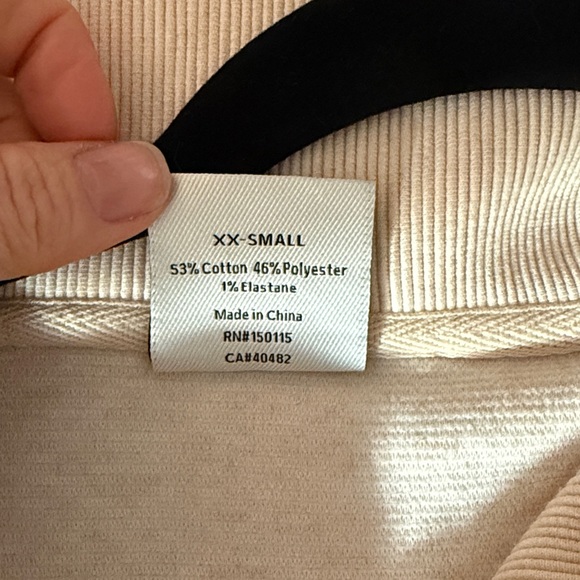 XX-SMALL
53% Cotton 46% Polyester
1% Elastane
Made in China
RN#150115
CA#40482